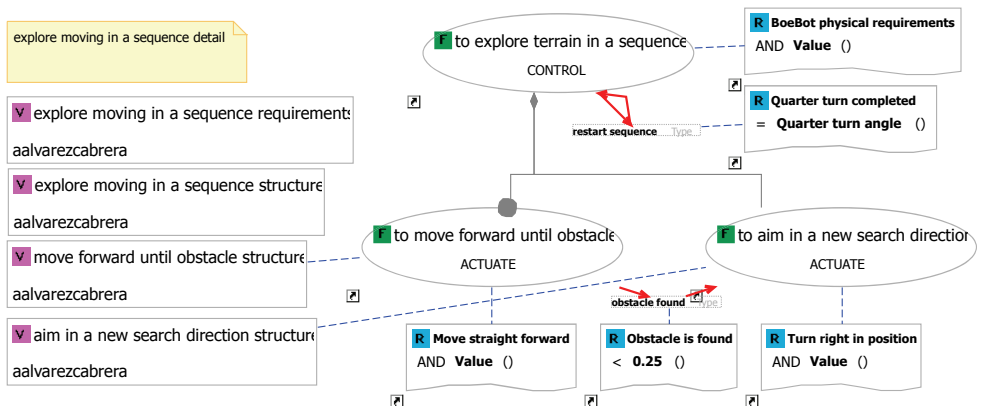 explore moving in a sequence detail
V explore moving in a sequence requirements
aalvarezcabrera
V explore moving in a sequence structure
aalvarezcabrera
V move forward until obstacle structure
aalvarezcabrera
V aim in a new search direction structure
aalvarezcabrera
F to explore terrain in a sequence
CONTROL
R BoeBot physical requirements
AND Value ()
R Quarter turn completed
= Quarter turn angle ()
restart sequence Type
F to move forward until obstacle
ACTUATE
F to aim in a new search direction
ACTUATE
obstacle found Type
R Move straight forward
AND Value ()
R Obstacle is found
< 0.25 ()
R Turn right in position
AND Value ()